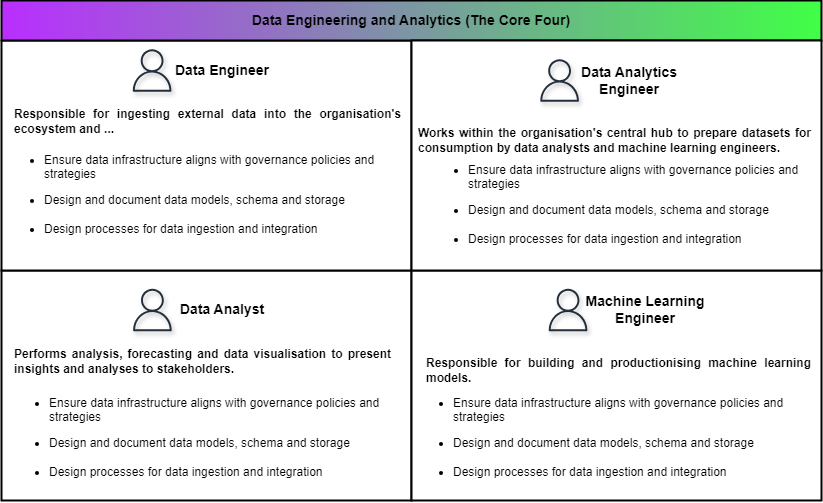 Data Engineering and Analytics (The Core Four)
Data Engineer
Responsible for ingesting external data into the organisation's
ecosystem and ...
• Ensure data infrastructure aligns with governance policies and
strategies
• Design and document data models, schema and storage
• Design processes for data ingestion and integration
Data Analytics
Engineer
Works within the organisation's central hub to prepare datasets for
consumption by data analysts and machine learning engineers.
• Ensure data infrastructure aligns with governance policies and
strategies
• Design and document data models, schema and storage
• Design processes for data ingestion and integration
Data Analyst
Performs analysis, forecasting and data visualisation to present
insights and analyses to stakeholders.
• Ensure data infrastructure aligns with governance policies and
strategies
• Design and document data models, schema and storage
• Design processes for data ingestion and integration
Machine Learning
Engineer
Responsible for building and productionising machine learning
models.
• Ensure data infrastructure aligns with governance policies and
strategies
• Design and document data models, schema and storage
• Design processes for data ingestion and integration